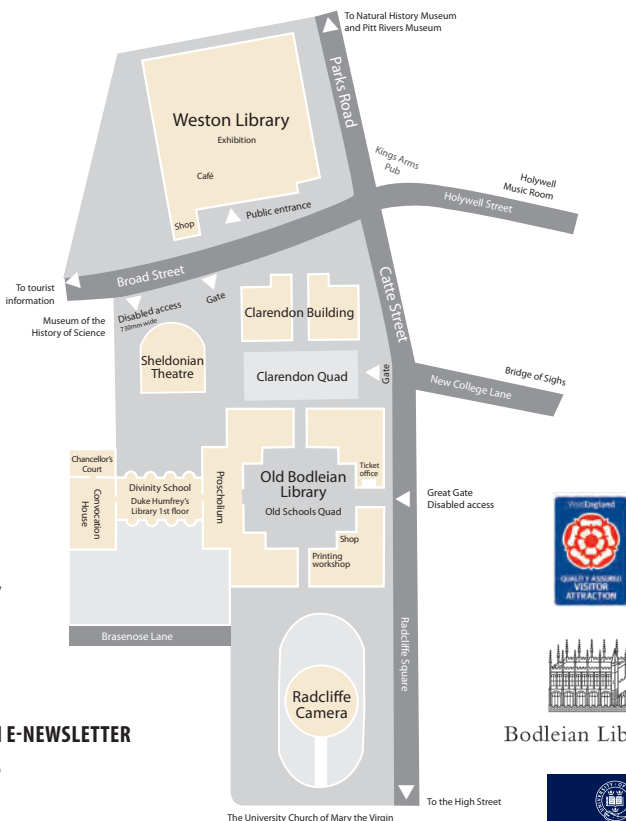 To Natural History Museum
and Pitt Rivers Museum
Parks Road
Weston Library
Exhibition
Café
Shop
Public entrance
Kings Arms
Pub
Holywell
Music Room
Holywell Street
Broad Street
To tourist
information
Museum of the
History of Science
Disabled access
730mm wide
Gate
Catte Street
Clarendon Building
Sheldonian
Theatre
Clarendon Quad
Gate
Bridge of Sighs
New College Lane
Chancellor's
Court
Convocation
House
Divinity School
Duke Humfrey's
Library 1st floor
Proscholium
Old Bodleian
Library
Old Schools Quad
Ticket
office
Great Gate
Disabled access
Shop
Printing
workshop
Brasenose Lane
Radcliffe Square
Radcliffe
Camera
To the High Street
The University Church of Mary the Virgin
E-NEWSLETTER
VisitEngland
QUALITY ASSURED
VISITOR
ATTRACTION
Bodleian Lib